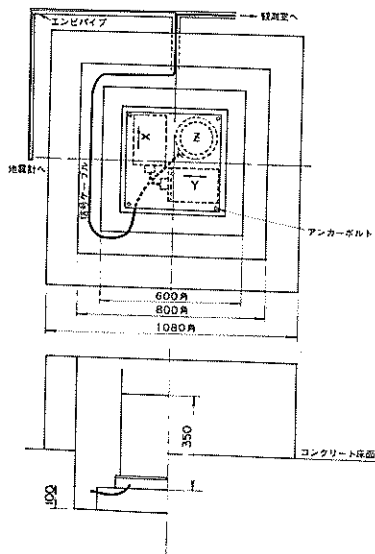 エンビパイプ
観測室へ
X
Z
Y
地震計へ
信号ケーブル
アンカーボルト
600角
800角
1080角
350
コンクリート床面
100